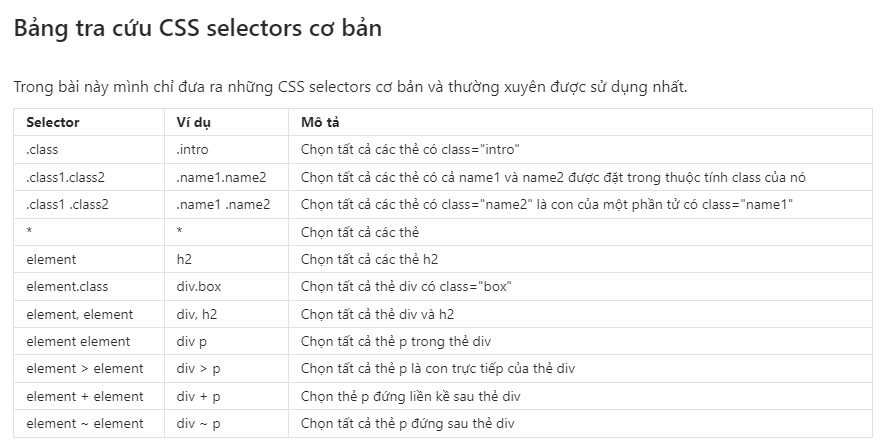 Bảng tra cứu CSS selectors cơ bản
Trong bài này mình chỉ đưa ra những CSS selectors cơ bản và thường xuyên được sử dụng nhất.
Selector Ví dụ Mô tả
.class .intro Chọn tất cả các thẻ có class="intro"
.class1.class2 .name1.name2 Chọn tất cả các thẻ có cả name1 và name2 được đặt trong thuộc tính class của nó
.class1 .class2 .name1 .name2 Chọn tất cả các thẻ có class="name2" là con của một phần tử có class="name1"
* * Chọn tất cả các thẻ
element h2 Chọn tất cả các thẻ h2
element.class div.box Chọn tất cả thẻ div có class="box"
element, element div, h2 Chọn tất cả thẻ div và h2
element element div p Chọn tất cả thẻ p trong thẻ div
element > element div > p Chọn tất cả thẻ p là con trực tiếp của thẻ div
element + element div + p Chọn thẻ p đứng liền kề sau thẻ div
element ~ element div ~ p Chọn tất cả thẻ p đứng sau thẻ div